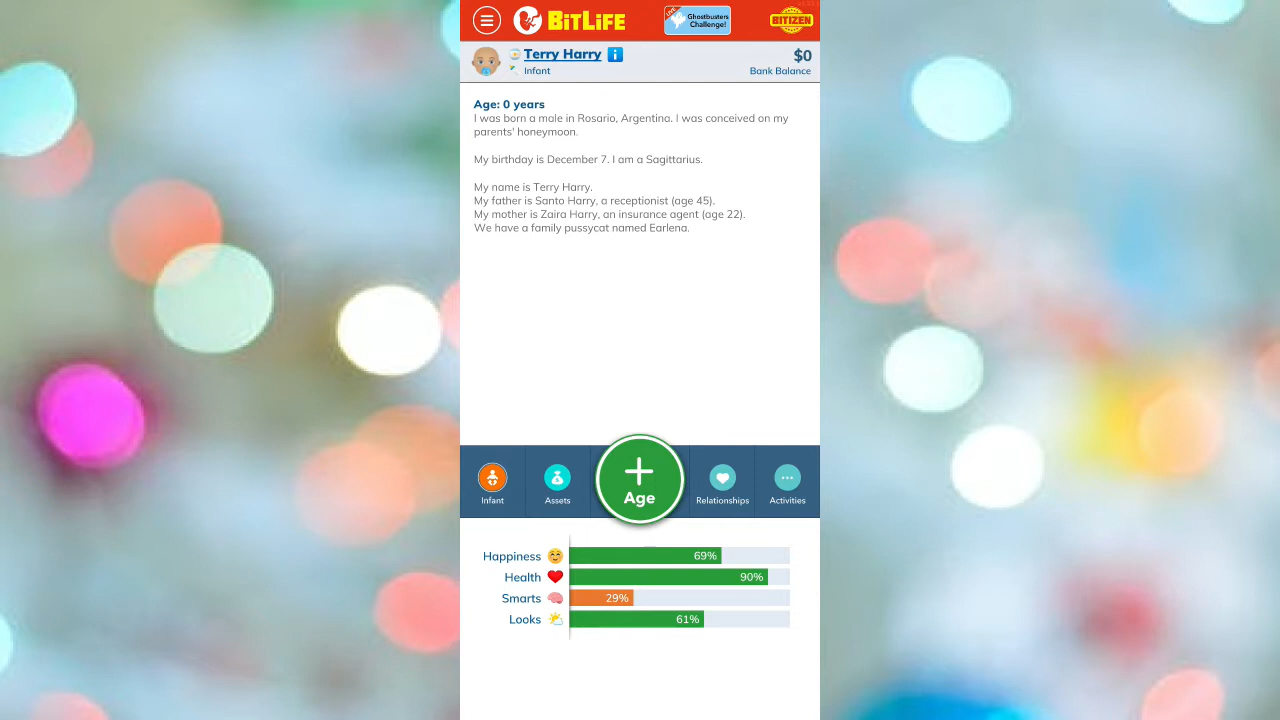 BITLIFE
LIVE
Ghostbusters
Challenge!
BITIZEN
Terry Harry
$0
Infant
Bank Balance
Age: 0 years
I was born a male in Rosario, Argentina. I was conceived on my
parents' honeymoon.
My birthday is December 7. I am a Sagittarius.
My name is Terry Harry.
My father is Santo Harry, a receptionist (age 45).
My mother is Zaira Harry, an insurance agent (age 22).
We have a family pussycat named Earlena.
Infant
Assets
+
Age
Relationships
Activities
Happiness 69%
Health 90%
Smarts 29%
Looks 61%